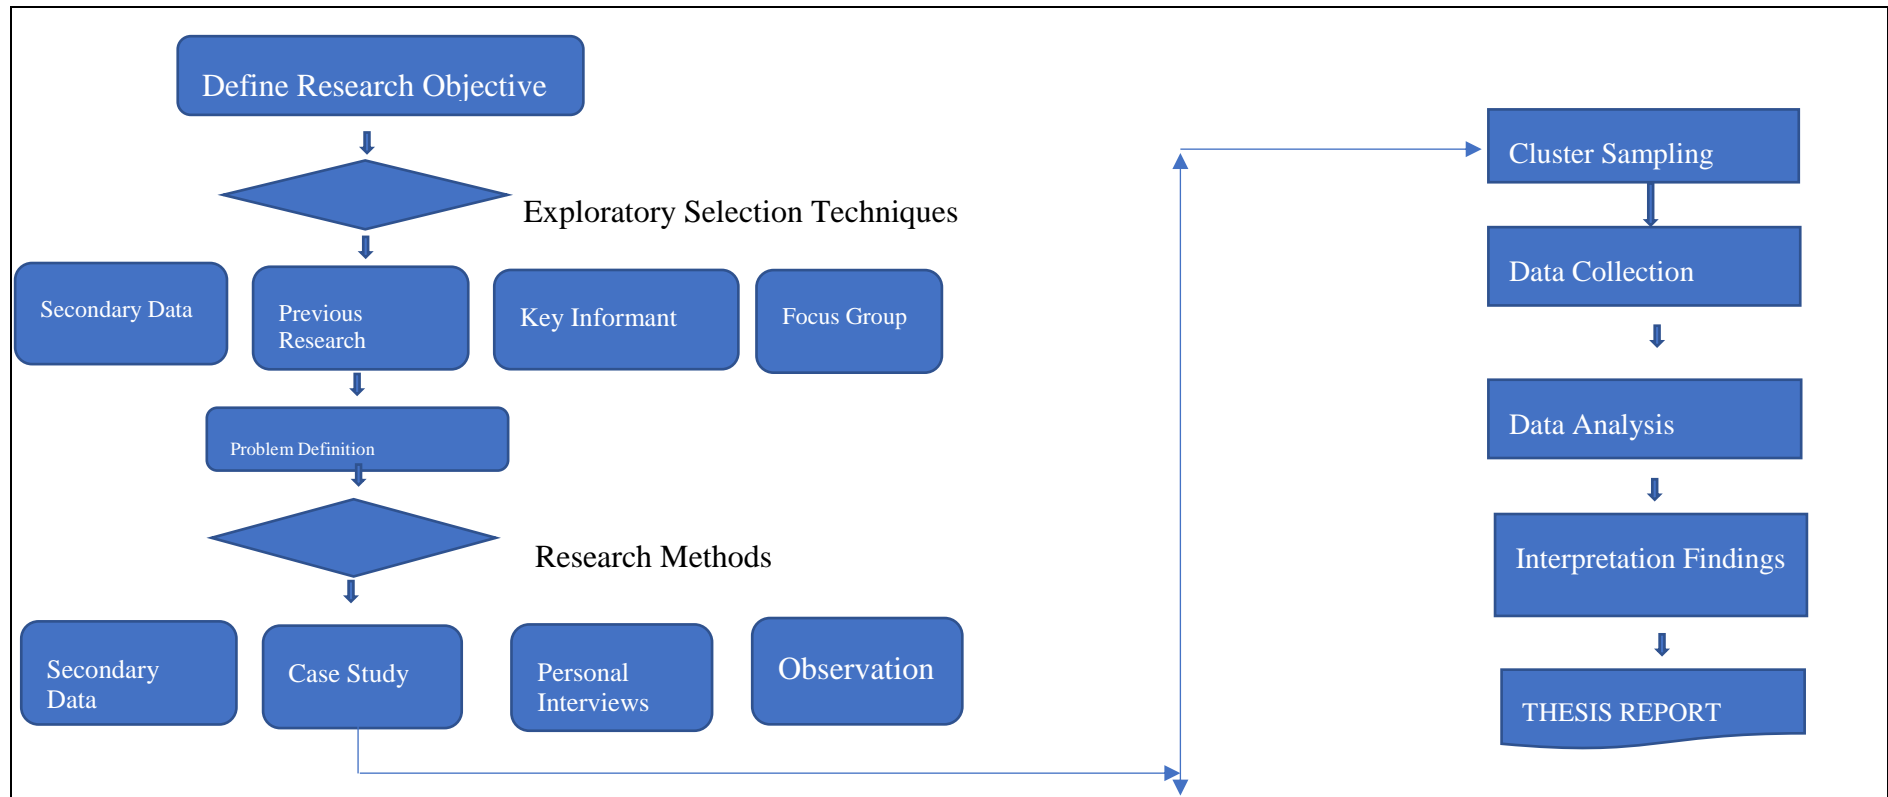 Define Research Objective
Exploratory Selection Techniques
Secondary Data
Previous
Research
Key Informant
Focus Group
Problem Definition
Research Methods
Secondary
Data
Case Study
Personal
Interviews
Observation
Cluster Sampling
Data Collection
Data Analysis
Interpretation Findings
THESIS REPORT